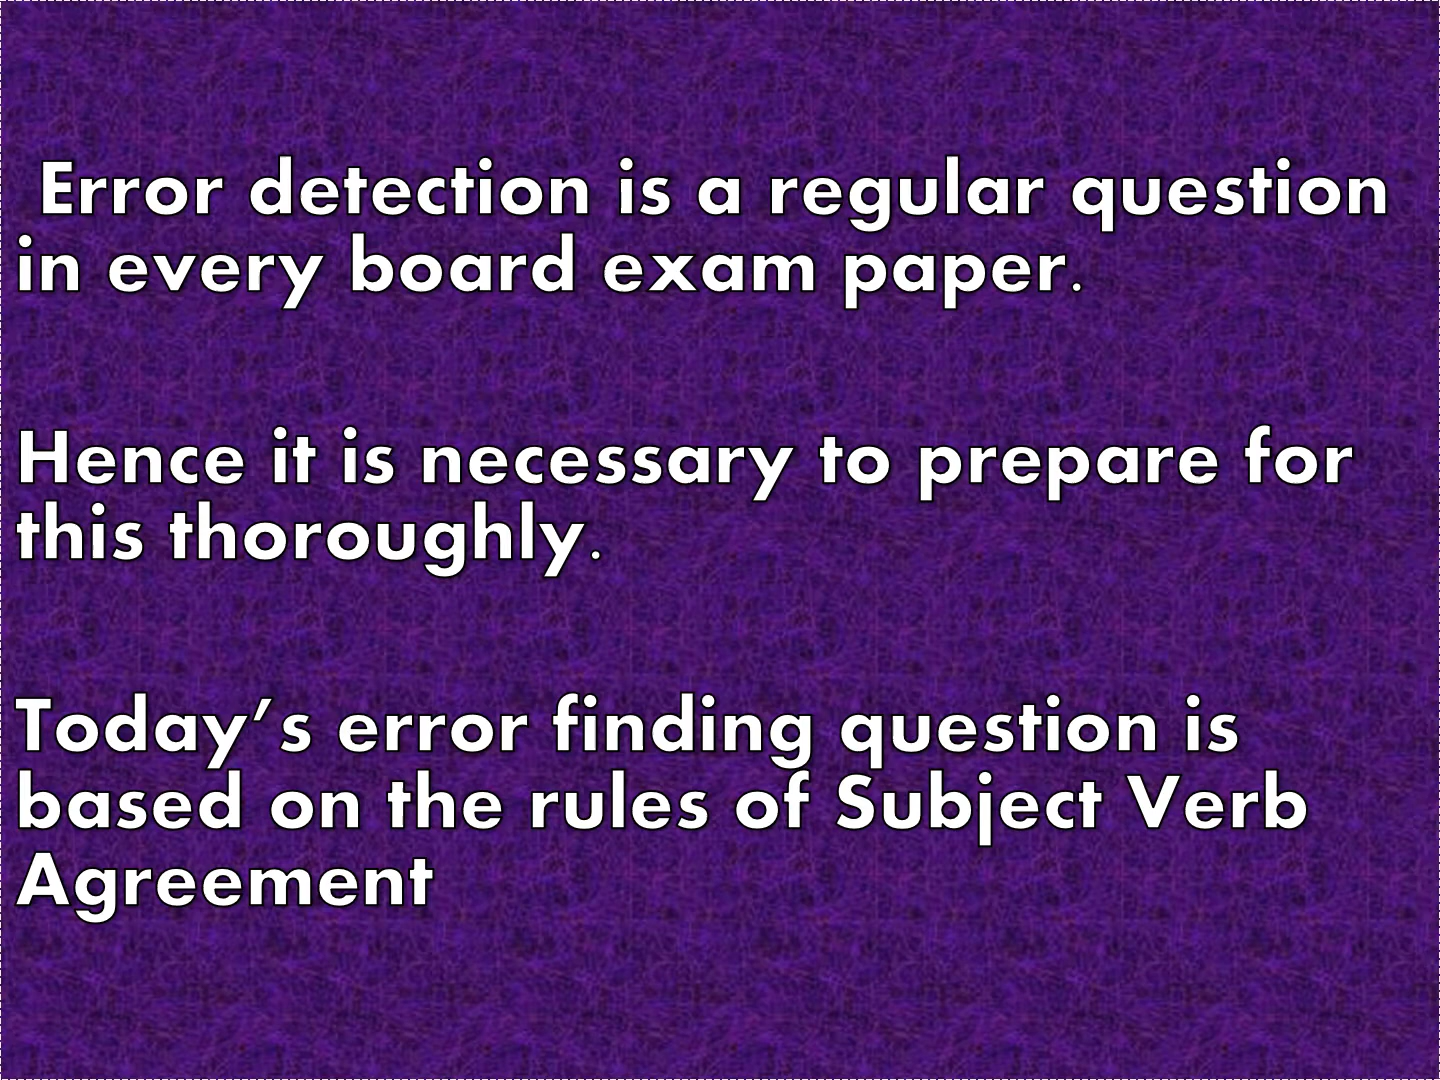 Error detection is a regular question
in every board exam paper.
Hence it is necessary to prepare for
this thoroughly.
Today’s error finding question is
based on the rules of Subject Verb
Agreement